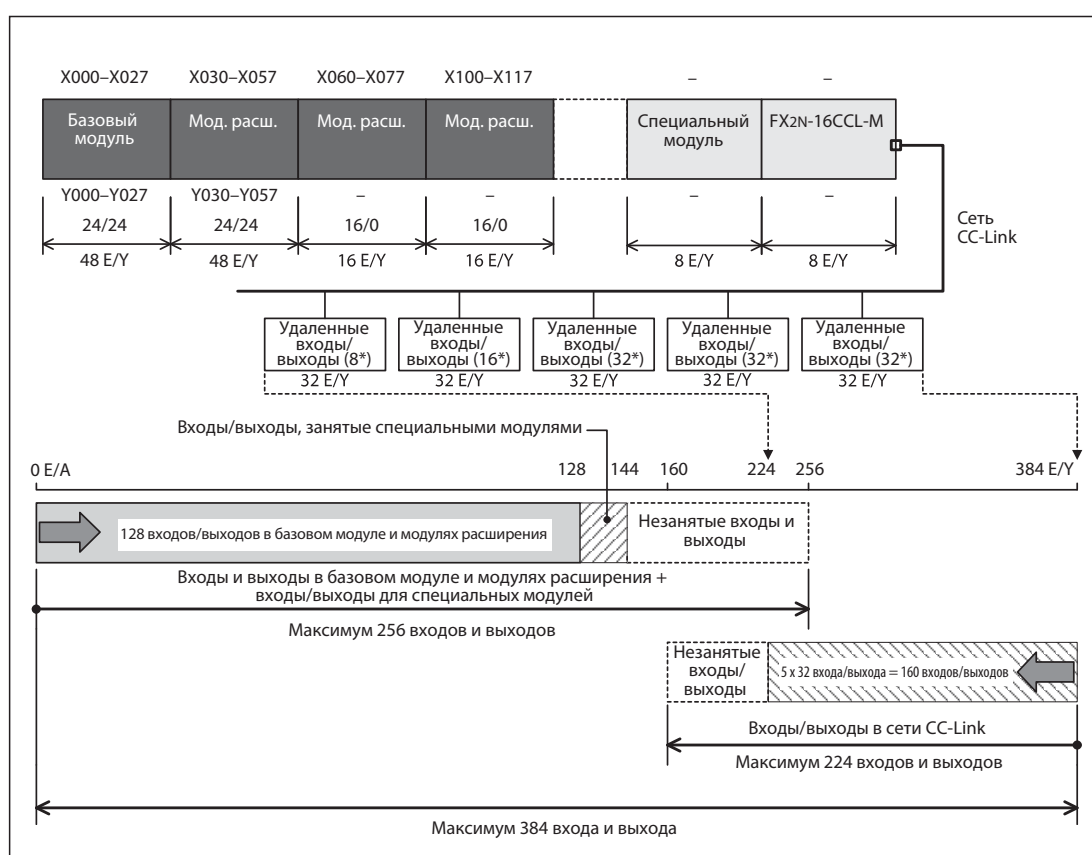 X000–X027 X030–X057 X060–X077 X100–X117 – –
Базовый модуль Мод. расш. Мод. расш. Мод. расш. Специальный модуль FX2N-16CCL-M
Y000–Y027 Y030–Y057 – – – –
24/24 24/24 16/0 16/0
48 E/Y 48 E/Y 16 E/Y 16 E/Y 8 E/Y 8 E/Y
Сеть
CC-Link
Удаленные входы/ выходы (8*) Удаленные входы/ выходы (16*) Удаленные входы/ выходы (32*) Удаленные входы/ выходы (32*) Удаленные входы/ выходы (32*)
32 E/Y 32 E/Y 32 E/Y 32 E/Y 32 E/Y
Входы/выходы, занятые специальными модулями
0 E/A 128 144 160 224 256 384 E/Y
128 входов/выходов в базовом модуле и модулях расширения
Незанятые входы и
выходы
Входы и выходы в базовом модуле и модулях расширения +
входы/выходы для специальных модулей
Максимум 256 входов и выходов
Незанятые
входы/
выходы
5 x 32 входа/выхода = 160 входов/выходов
Входы/выходы в сети CC-Link
Максимум 224 входов и выходов
Максимум 384 входа и выхода